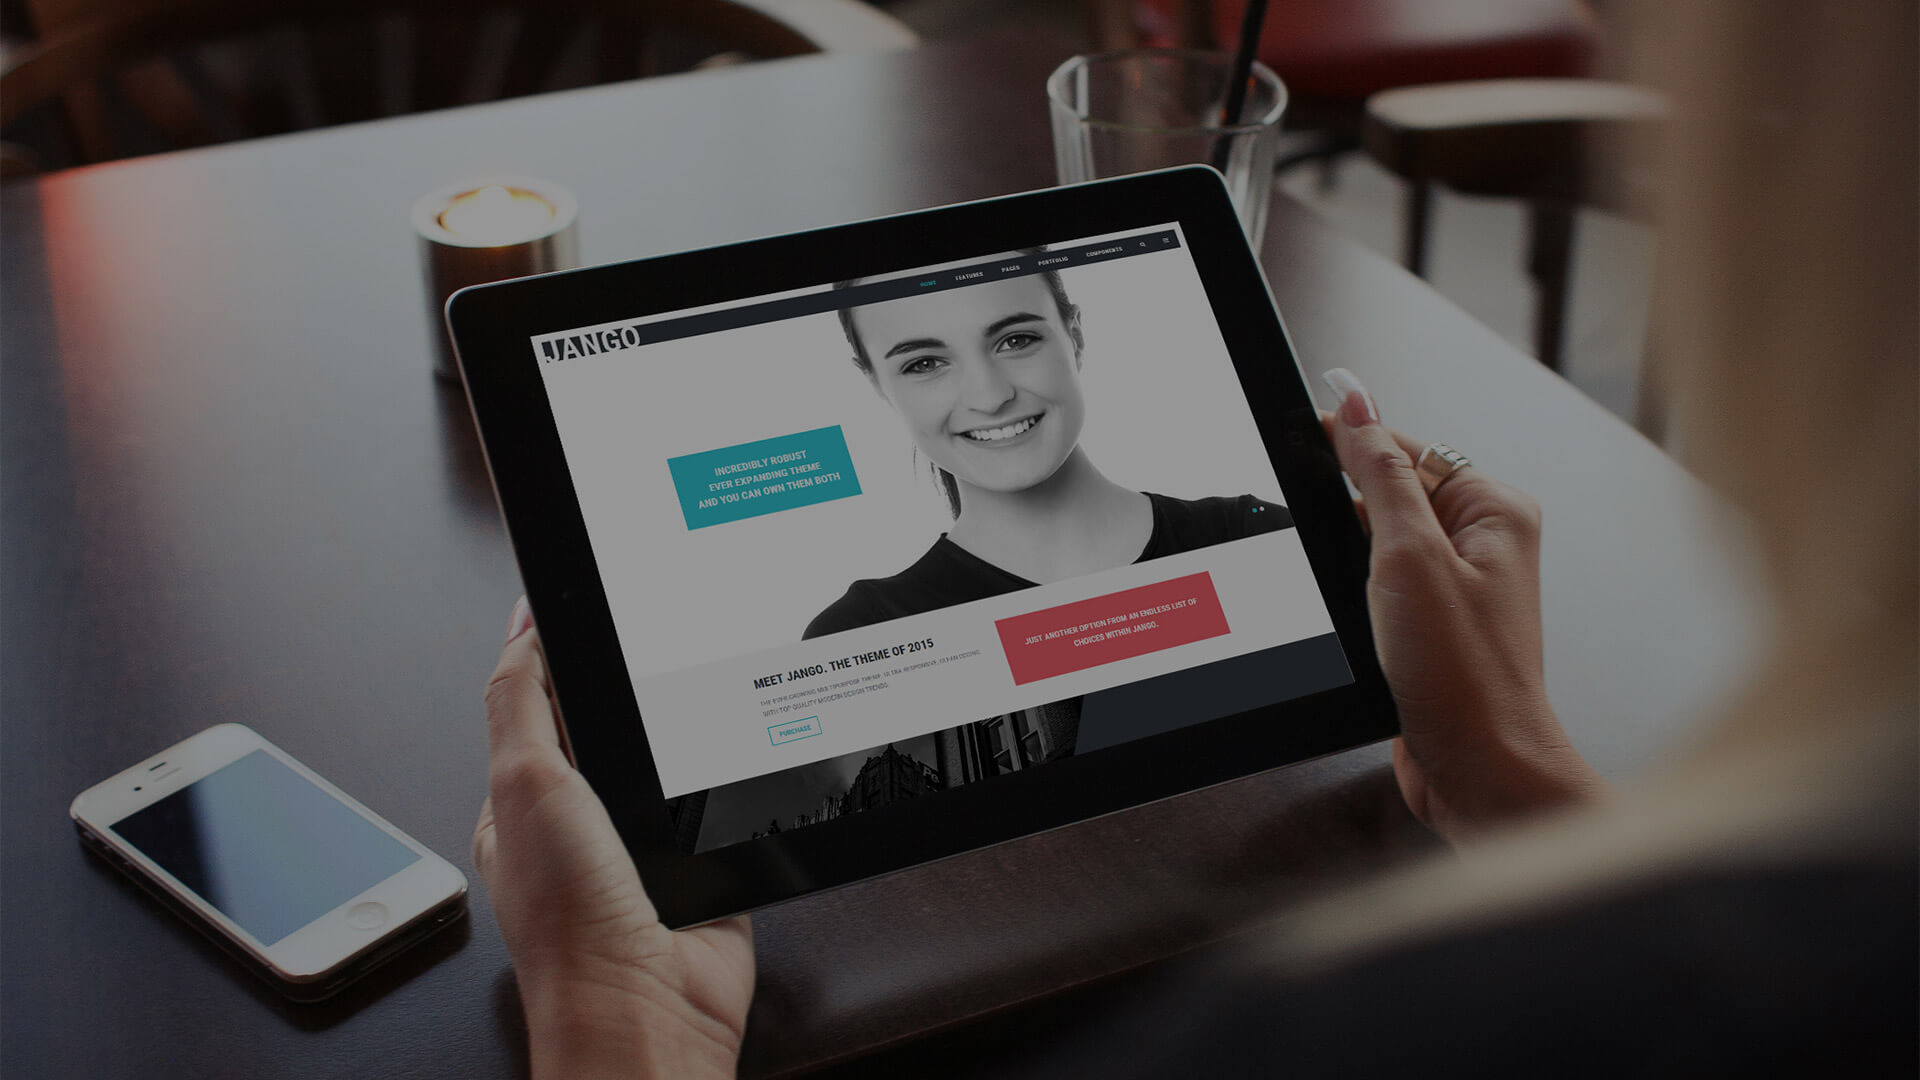 HOME FEATURES PAGES PORTFOLIO COMPONENTS
JANGO
INCREDIBLY ROBUST
EVER EXPANDING THEME
AND YOU CAN OWN THEM BOTH
MEET JANGO. THE THEME OF 2015
THE EVER GROWING MULTIPURPOSE THEME. ULTRA RESPONSIVE, CLEAN CODING,
WITH TOP QUALITY MODERN DESIGN TRENDS.
PURCHASE
JUST ANOTHER OPTION FROM AN ENDLESS LIST OF
CHOICES WITHIN JANGO.